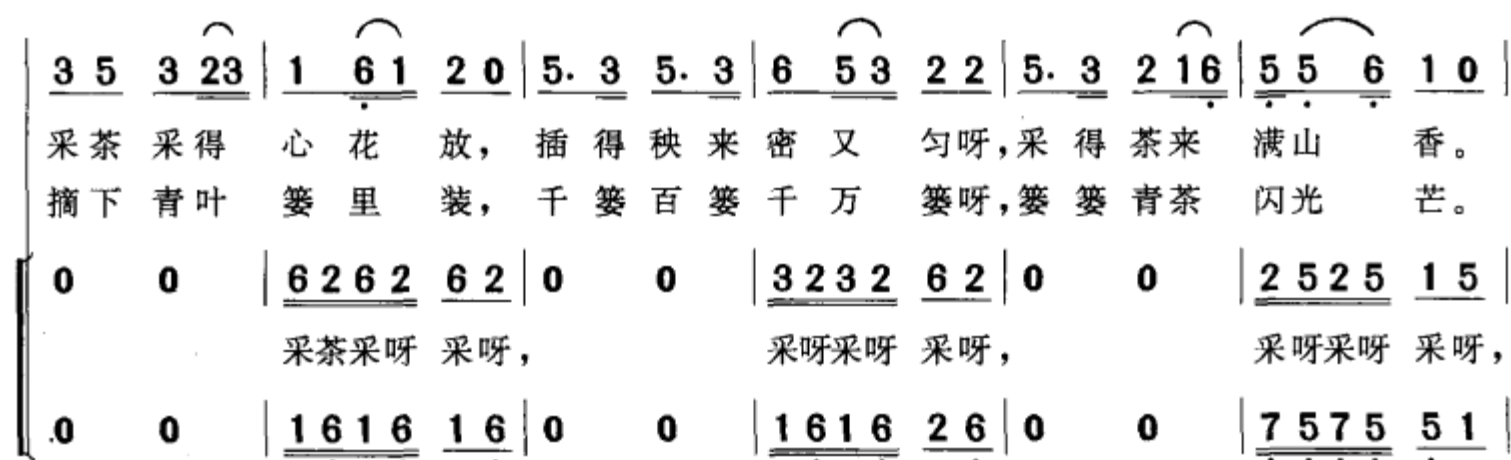 3 5 3 23 | 1 6 1 2 0 | 5. 3 5. 3 | 6 5 3 2 2 | 5. 3 2 16 | 5 5 6 1 0 |
采茶 采得 心 花 放, 插 得 秧 来 密 又 匀呀,采 得 茶来 满山 香。
摘下 青叶 篓 里 装, 千 篓 百 篓 千 万 篓呀,篓 篓 青茶 闪光 芒。
0 0 | 6 2 6 2 6 2 | 0 0 | 3 2 3 2 6 2 | 0 0 | 2 5 2 5 1 5 |
采茶采呀 采呀, 采呀采呀 采呀, 采呀采呀 采呀,
0 0 | 1 6 1 6 1 6 | 0 0 | 1 6 1 6 2 6 | 0 0 | 7 5 7 5 5 1 |